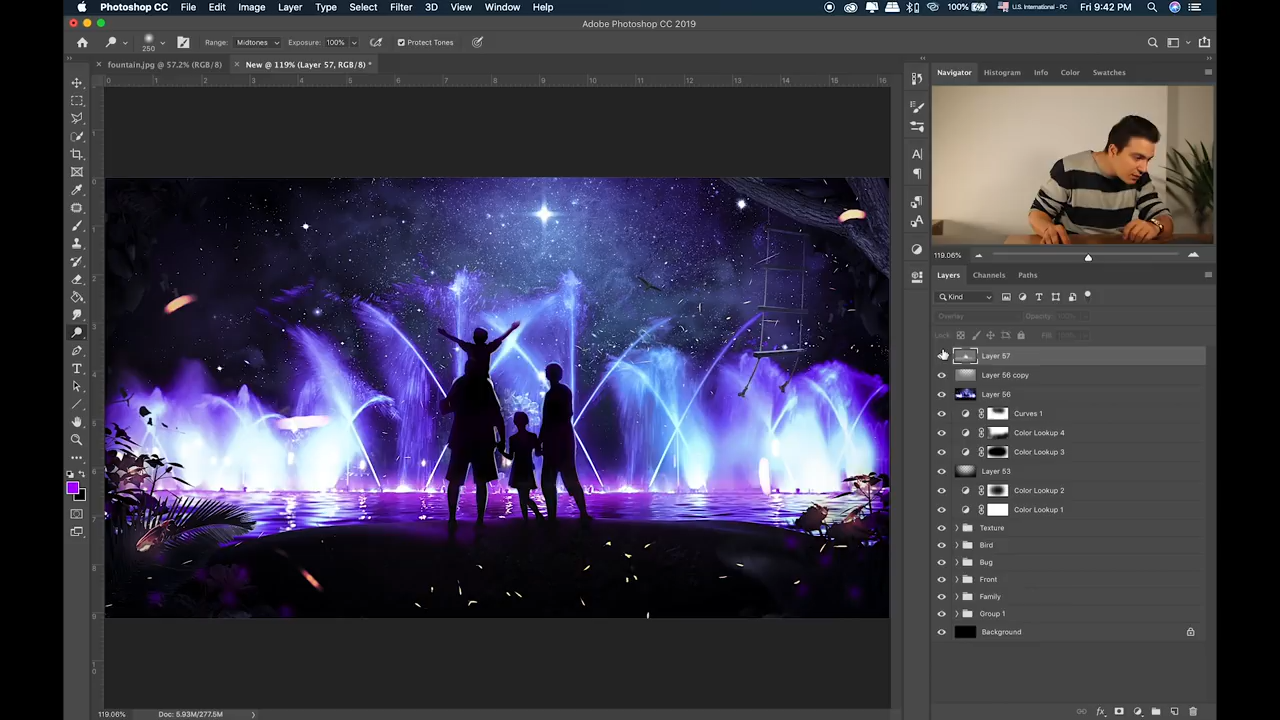 Photoshop CC File Edit Image Layer Type Select Filter 3D View Window Help 100% U.S. International - PC Fri 9:42 PM
Adobe Photoshop CC 2019
250 Range: Midtones Exposure: 100% Protect Tones
fountain.jpg @ 57.2% (RGB/8) New @ 119% (Layer 57, RGB/8) *
Navigator Histogram Info Color Swatches
119.06%
Layers Channels Paths
Kind
Overlay Opacity: 100%
Lock: Fill: 100%
Layer 57
Layer 56 copy
Layer 56
Curves 1
Color Lookup 4
Color Lookup 3
Layer 53
Color Lookup 2
Color Lookup 1
Texture
Bird
Bug
Front
Family
Group 1
Background
119.06% Doc: 5.93M/277.5M